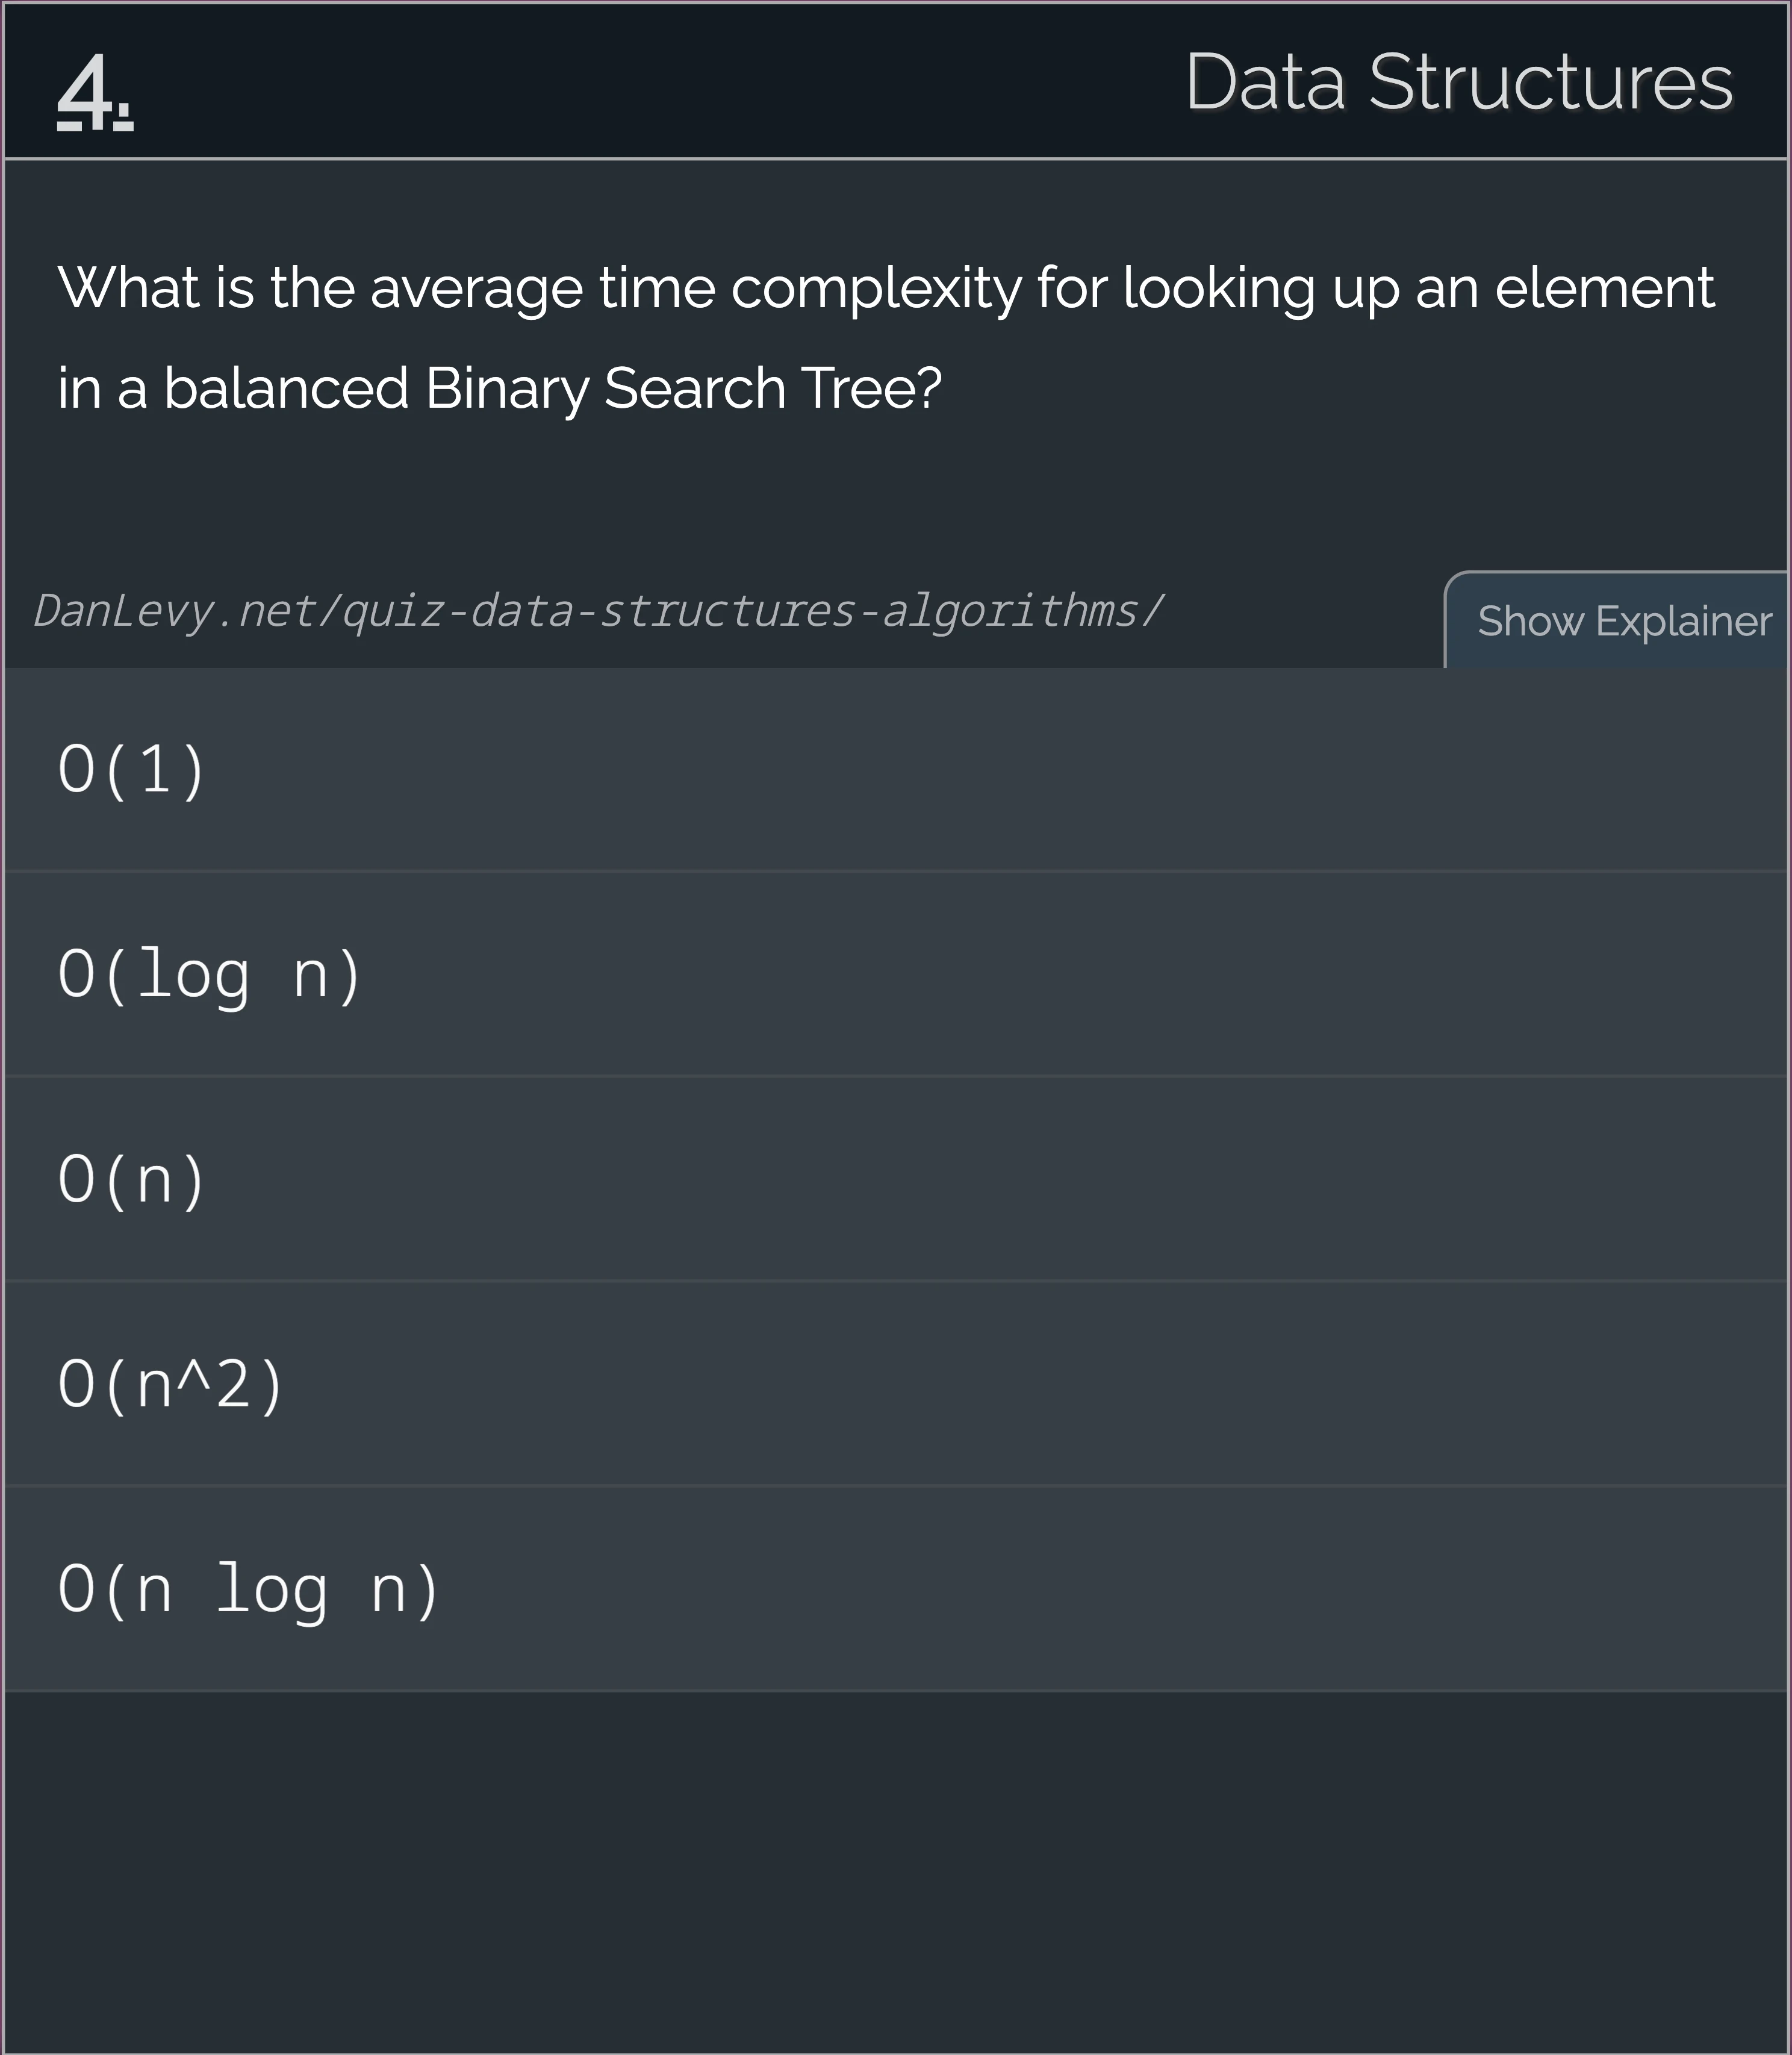 4.
Data Structures
What is the average time complexity for looking up an element
in a balanced Binary Search Tree?
DanLevy.net/quiz-data-structures-algorithms/
Show Explainer
O(1)
O(log n)
O(n)
O(n^2)
O(n log n)